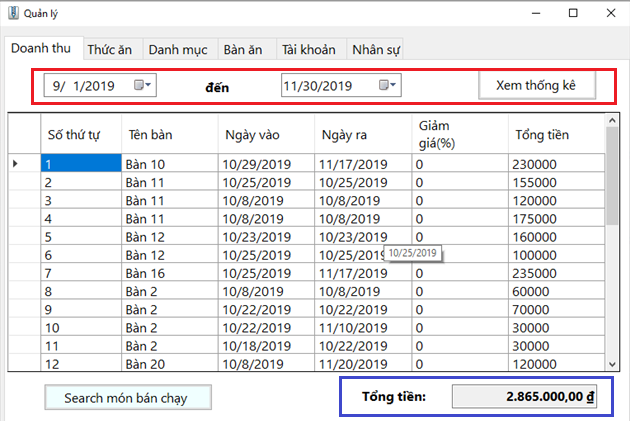 Quản lý
Doanh thu Thức ăn Danh mục Bàn ăn Tài khoản Nhân sự
9/ 1/2019 đến 11/30/2019 Xem thống kê
Số thứ tự Tên bàn Ngày vào Ngày ra Giảm giá(%) Tổng tiền
1 Bàn 10 10/29/2019 11/17/2019 0 230000
2 Bàn 11 10/25/2019 10/25/2019 0 155000
3 Bàn 11 10/8/2019 10/8/2019 0 120000
4 Bàn 11 10/8/2019 10/8/2019 0 175000
5 Bàn 12 10/23/2019 10/23/2019 0 160000
6 Bàn 12 10/25/2019 10/25/2019 0 100000
10/25/2019
7 Bàn 16 10/25/2019 11/17/2019 0 235000
8 Bàn 2 10/8/2019 10/8/2019 0 60000
9 Bàn 2 10/22/2019 10/22/2019 0 70000
10 Bàn 2 10/22/2019 11/10/2019 0 30000
11 Bàn 2 10/18/2019 10/22/2019 0 30000
12 Bàn 20 10/8/2019 11/20/2019 0 120000
Search món bán chạy Tổng tiền: 2.865.000,00 ₫